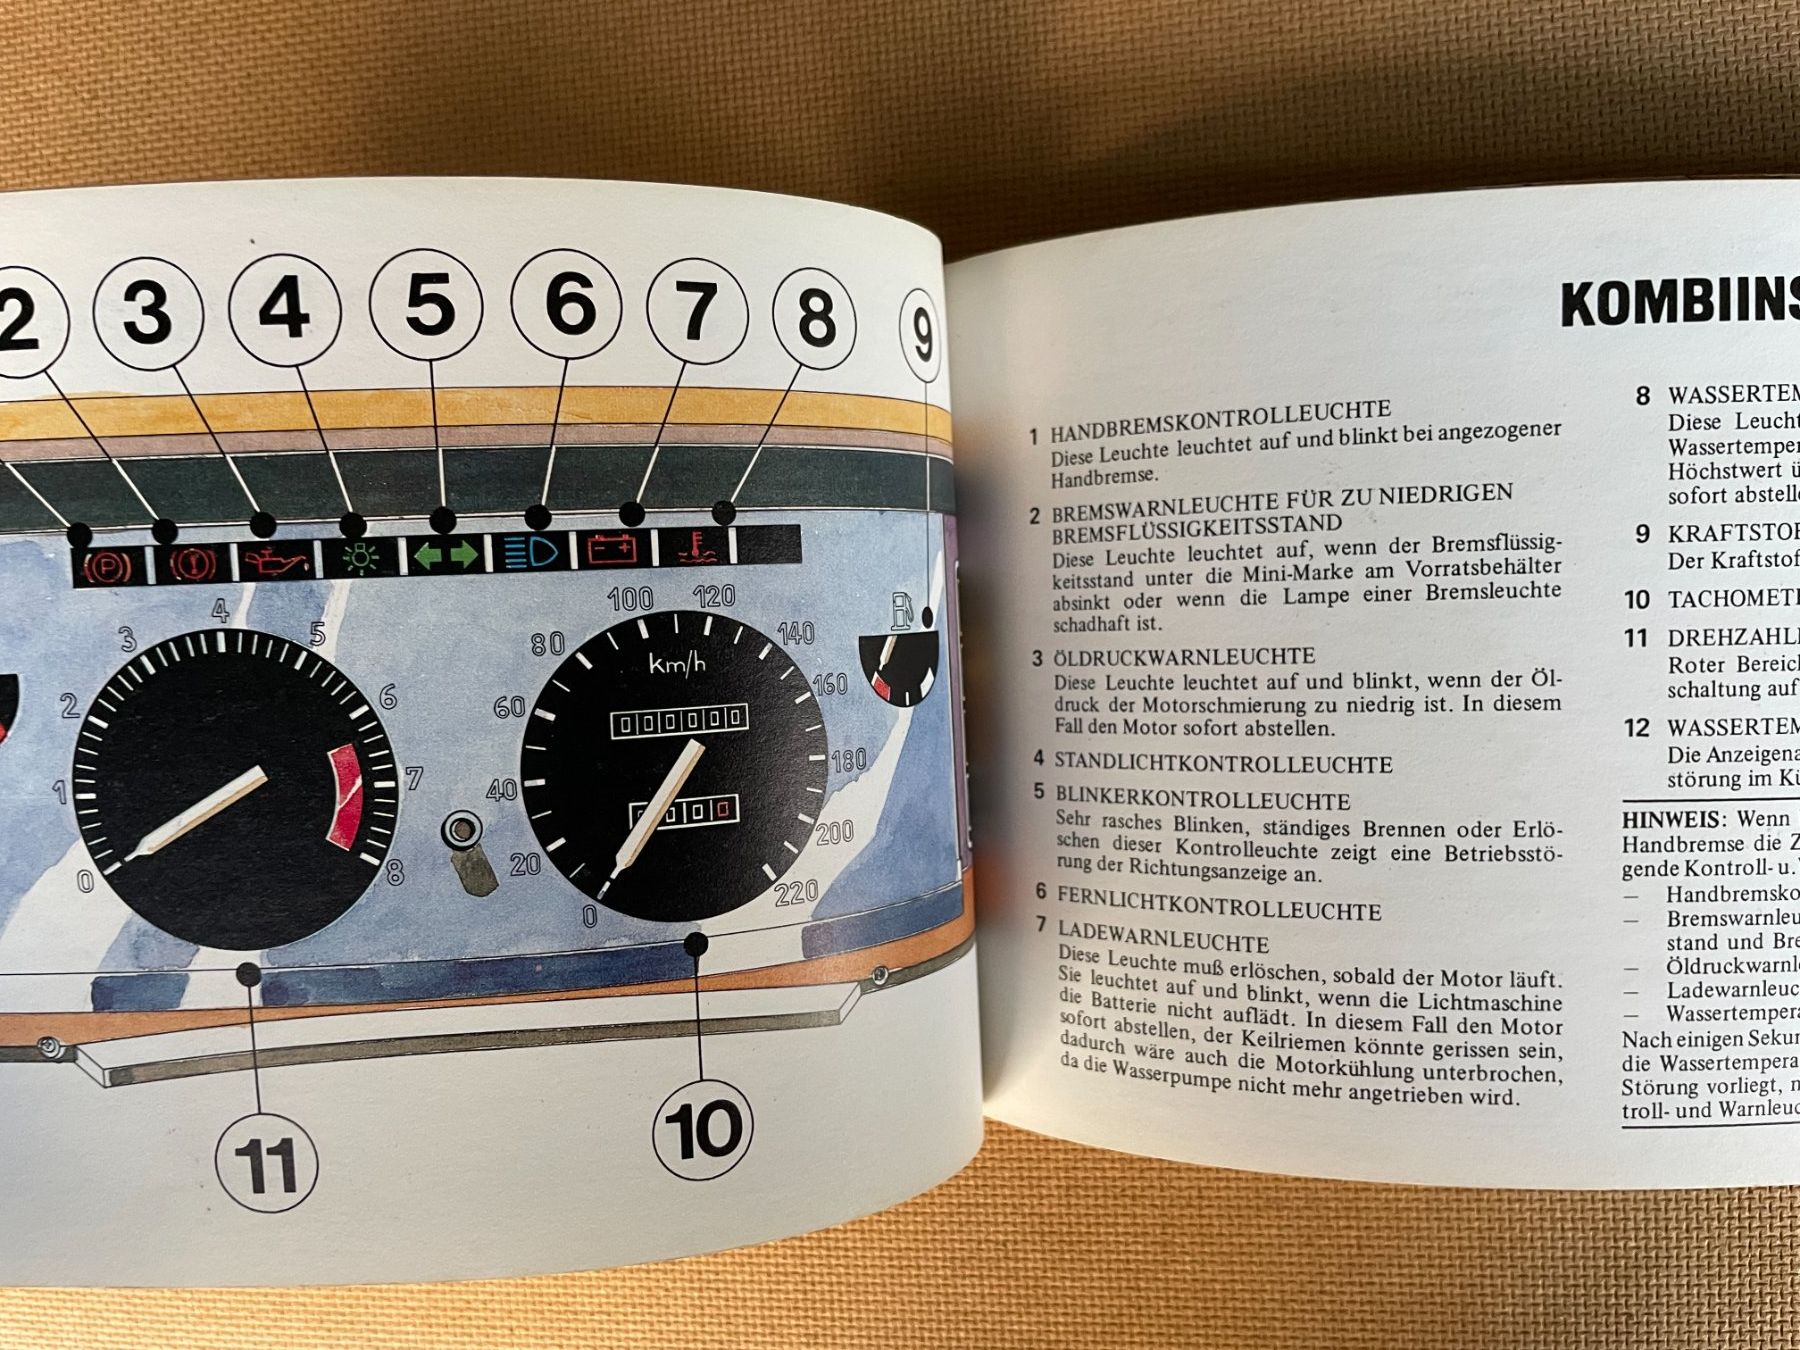 2
3
4
5
6
7
8
9
4
3
5
2
6
1
7
0
8
100
120
80
140
km/h
60
160
000000
40
180
20
200
0
220
11
10
KOMBIINS
1 HANDBREMSKONTROLLEUCHTE
Diese Leuchte leuchtet auf und blinkt bei angezogener
Handbremse.
2 BREMSWARNLEUCHTE FÜR ZU NIEDRIGEN
BREMSFLÜSSIGKEITSSTAND
Diese Leuchte leuchtet auf, wenn der Bremsflüssig-
keitsstand unter die Mini-Marke am Vorratsbehälter
absinkt oder wenn die Lampe einer Bremsleuchte
schadhaft ist.
3 ÖLDRUCKWARNLEUCHTE
Diese Leuchte leuchtet auf und blinkt, wenn der Öl-
druck der Motorschmierung zu niedrig ist. In diesem
Fall den Motor sofort abstellen.
4 STANDLICHTKONTROLLEUCHTE
5 BLINKERKONTROLLEUCHTE
Sehr rasches Blinken, ständiges Brennen oder Erlö-
schen dieser Kontrolleuchte zeigt eine Betriebsstö-
rung der Richtungsanzeige an.
6 FERNLICHTKONTROLLEUCHTE
7 LADEWARNLEUCHTE
Diese Leuchte muß erlöschen, sobald der Motor läuft.
Sie leuchtet auf und blinkt, wenn die Lichtmaschine
die Batterie nicht auflädt. In diesem Fall den Motor
sofort abstellen, der Keilriemen könnte gerissen sein,
dadurch wäre auch die Motorkühlung unterbrochen,
da die Wasserpumpe nicht mehr angetrieben wird.
8 WASSERTEM
Diese Leucht
Wassertemper
Höchstwert ü
sofort abstelle
9 KRAFTSTOF
Der Kraftstof
10 TACHOMETE
11 DREHZAHL
Roter Bereich
schaltung auf
12 WASSERTEM
Die Anzeigena
störung im Kü
HINWEIS: Wenn
Handbremse die Z
gende Kontroll- u.
– Handbremsko
– Bremswarnleu
stand und Bre
– Öldruckwarnl
– Ladewarnleuc
– Wassertempera
Nach einigen Sekun
die Wassertempera
Störung vorliegt, m
troll- und Warnleuc